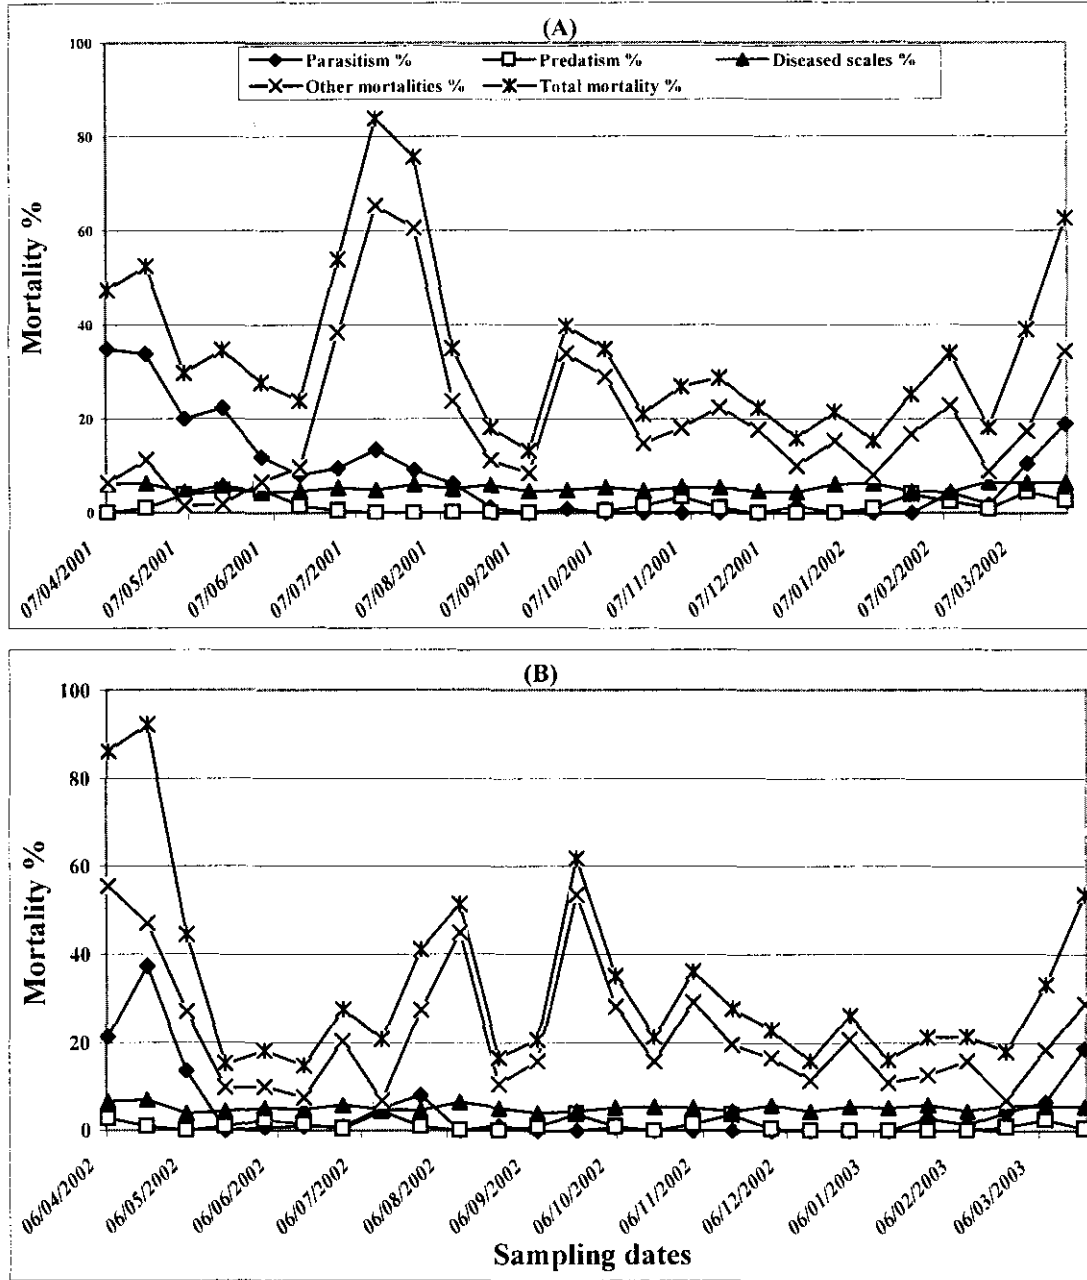 (A)
100
Parasitism % Predatism % Diseased scales %
Other mortalities % Total mortality %
80
60
40
20
0
Mortality %
07/04/2001 07/05/2001 07/06/2001 07/07/2001 07/08/2001 07/09/2001 07/10/2001 07/11/2001 07/12/2001 07/01/2002 07/02/2002 07/03/2002
(B)
100
80
60
40
20
0
Mortality %
06/04/2002 06/05/2002 06/06/2002 06/07/2002 06/08/2002 06/09/2002 06/10/2002 06/11/2002 06/12/2002 06/01/2003 06/02/2003 06/03/2003
Sampling dates